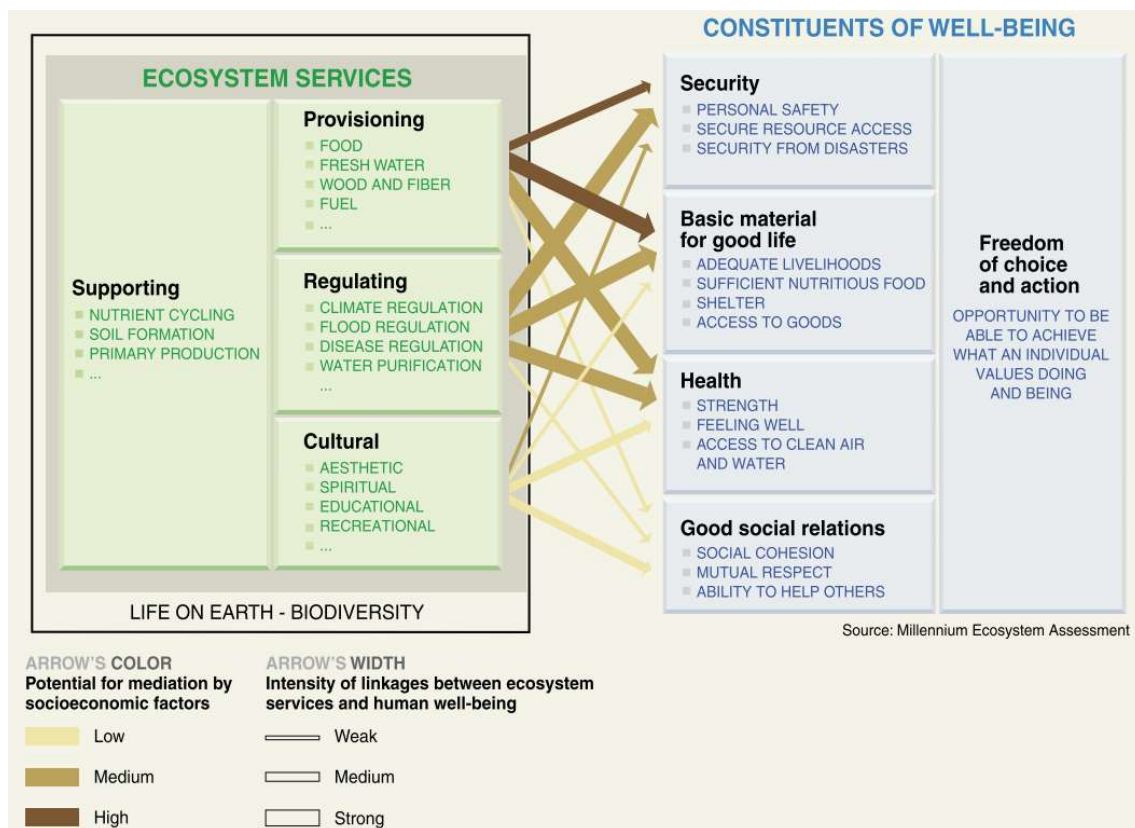 CONSTITUENTS OF WELL-BEING
ECOSYSTEM SERVICES
Supporting
NUTRIENT CYCLING
SOIL FORMATION
PRIMARY PRODUCTION
...
Provisioning
FOOD
FRESH WATER
WOOD AND FIBER
FUEL
...
Regulating
CLIMATE REGULATION
FLOOD REGULATION
DISEASE REGULATION
WATER PURIFICATION
...
Cultural
AESTHETIC
SPIRITUAL
EDUCATIONAL
RECREATIONAL
...
LIFE ON EARTH - BIODIVERSITY
Security
PERSONAL SAFETY
SECURE RESOURCE ACCESS
SECURITY FROM DISASTERS
Basic material
for good life
ADEQUATE LIVELIHOODS
SUFFICIENT NUTRITIOUS FOOD
SHELTER
ACCESS TO GOODS
Health
STRENGTH
FEELING WELL
ACCESS TO CLEAN AIR
AND WATER
Good social relations
SOCIAL COHESION
MUTUAL RESPECT
ABILITY TO HELP OTHERS
Freedom
of choice
and action
OPPORTUNITY TO BE
ABLE TO ACHIEVE
WHAT AN INDIVIDUAL
VALUES DOING
AND BEING
Source: Millennium Ecosystem Assessment
ARROW'S COLOR
Potential for mediation by
socioeconomic factors
Low
Medium
High
ARROW'S WIDTH
Intensity of linkages between ecosystem
services and human well-being
Weak
Medium
Strong